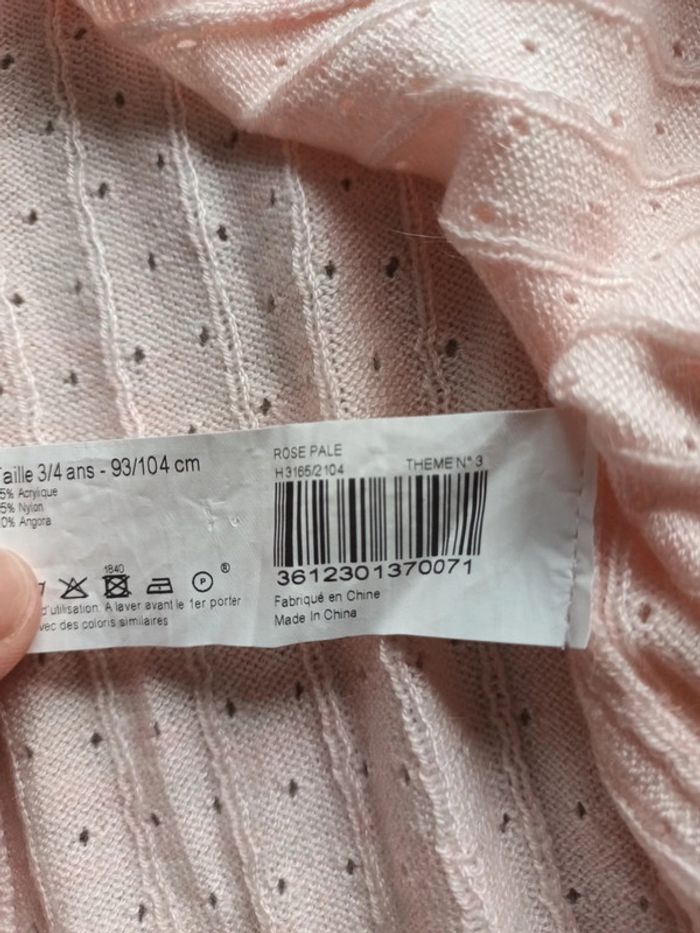 Taille 3/4 ans - 93/104 cm
5% Acrylique
5% Nylon
0% Angora
1840
P
®
d'utilisation. A laver avant le 1er porter
avec des coloris similaires
ROSE PALE
H3165/2104 THEME N° 3
3612301370071
Fabriqué en Chine
Made In China